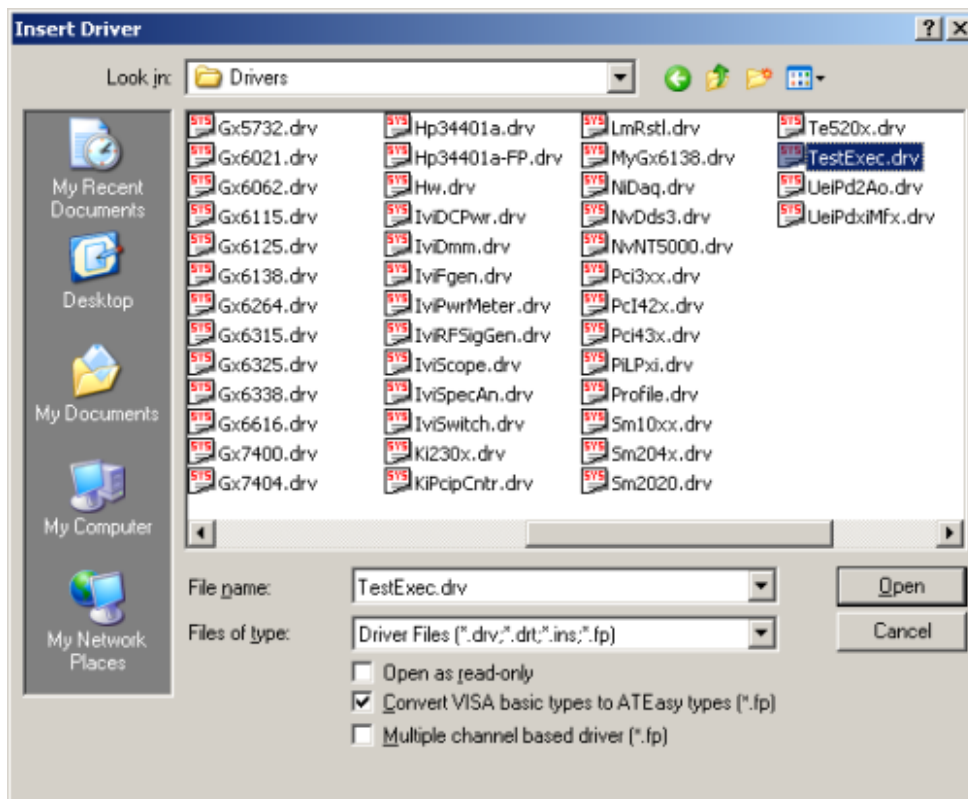 Insert Driver
Look in: Drivers
My Recent Documents
Desktop
My Documents
My Computer
My Network Places
Gx5732.drv
Gx6021.drv
Gx6062.drv
Gx6115.drv
Gx6125.drv
Gx6138.drv
Gx6264.drv
Gx6315.drv
Gx6325.drv
Gx6338.drv
Gx6616.drv
Gx7400.drv
Gx7404.drv
Hp34401a.drv
Hp34401a-FP.drv
Hw.drv
IviDCPwr.drv
IviDmm.drv
IviFgen.drv
IviPwrMeter.drv
IviRFSigGen.drv
IviScope.drv
IviSpecAn.drv
IviSwitch.drv
Ki230x.drv
KiPcipCntr.drv
LmRstl.drv
MyGx6138.drv
NiDaq.drv
NvDds3.drv
NvNT5000.drv
Pci3xx.drv
PcI42x.drv
Pci43x.drv
PiLPxi.drv
Profile.drv
Sm10xx.drv
Sm204x.drv
Sm2020.drv
Te520x.drv
TestExec.drv
UeiPd2Ao.drv
UeiPdxiMfx.drv
File name: TestExec.drv Open
Files of type: Driver Files (*.drv;*.drt;*.ins;*.fp) Cancel
Open as read-only
Convert VISA basic types to ATEasy types (*.fp)
Multiple channel based driver (*.fp)